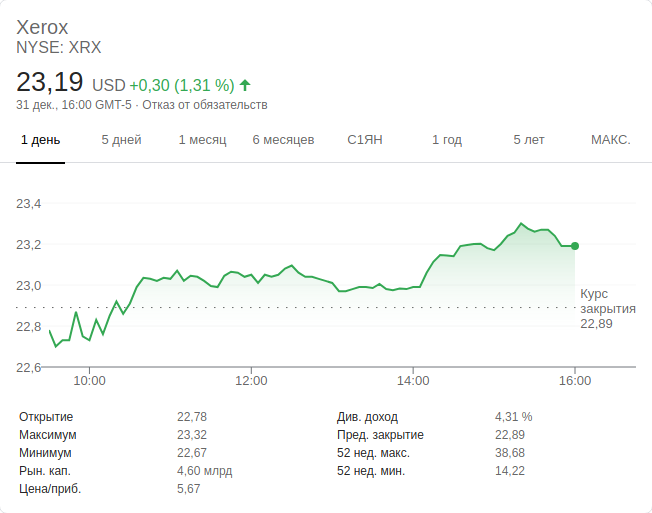 Xerox
NYSE: XRX
23,19 USD +0,30 (1,31 %)
31 дек., 16:00 GMT-5 · Отказ от обязательств
1 день 5 дней 1 месяц 6 месяцев С1ЯН 1 год 5 лет МАКС.
23,4
23,2
23,0
22,8
22,6
Курс
закрытия
22,89
10:00 12:00 14:00 16:00
Открытие 22,78
Максимум 23,32
Минимум 22,67
Рын. кап. 4,60 млрд
Цена/приб. 5,67
Див. доход 4,31 %
Пред. закрытие 22,89
52 нед. макс. 38,68
52 нед. мин. 14,22